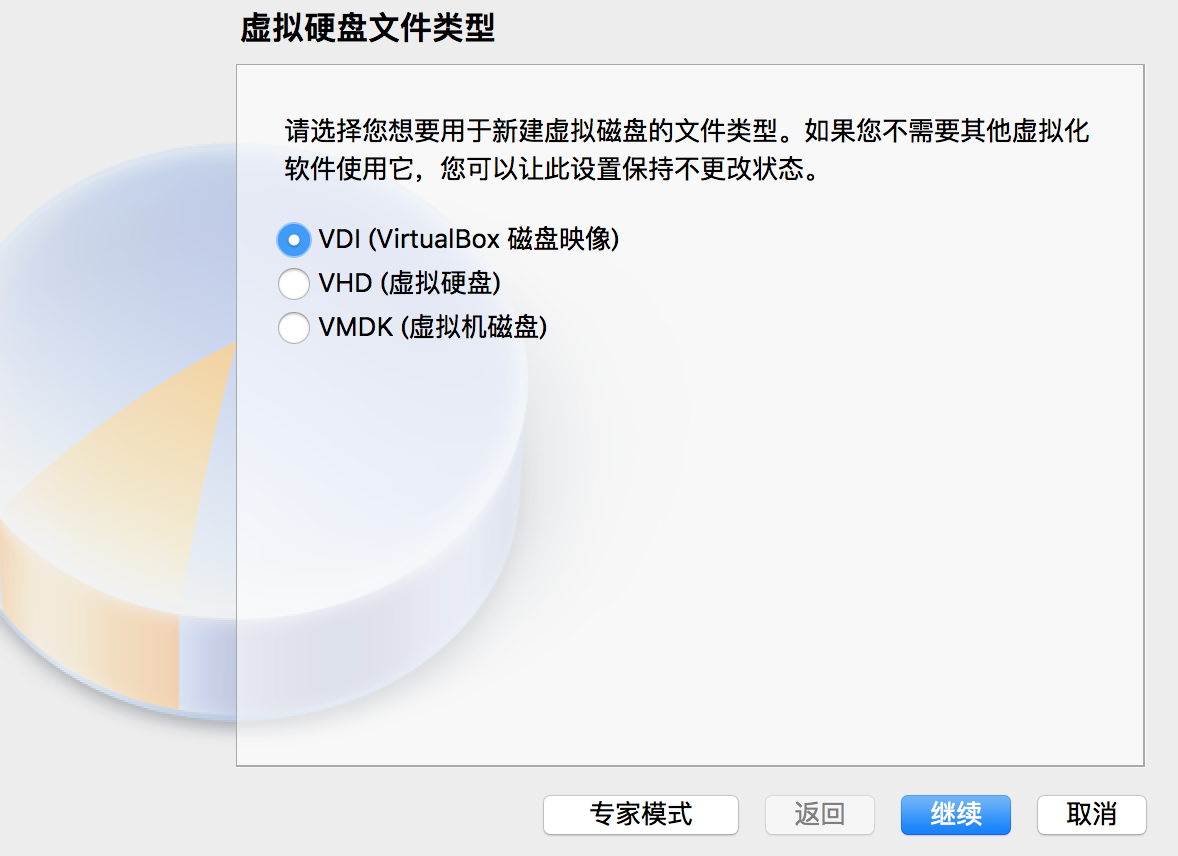 虚拟硬盘文件类型
请选择您想要用于新建虚拟磁盘的文件类型。如果您不需要其他虚拟化
软件使用它，您可以让此设置保持不更改状态。
VDI (VirtualBox 磁盘映像)
VHD (虚拟硬盘)
VMDK (虚拟机磁盘)
专家模式 返回 继续 取消